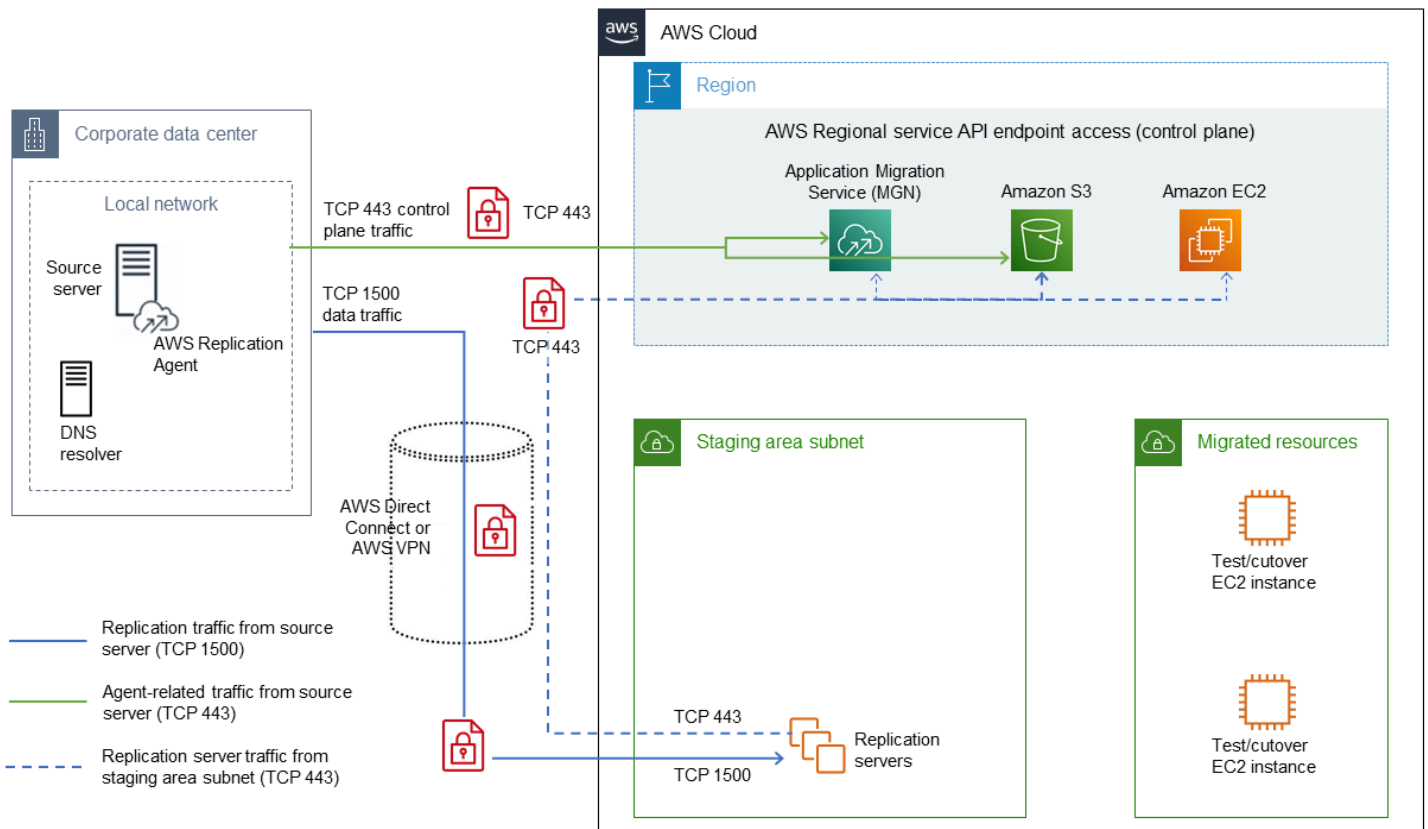 aws
AWS Cloud
Region
AWS Regional service API endpoint access (control plane)
Application Migration
Service (MGN)
Amazon S3
Amazon EC2
Corporate data center
Local network
Source
server
AWS Replication
Agent
DNS
resolver
TCP 443 control
plane traffic
TCP 443
TCP 1500
data traffic
TCP 443
AWS Direct
Connect or
AWS VPN
Staging area subnet
TCP 443
TCP 1500
Replication
servers
Migrated resources
Test/cutover
EC2 instance
Test/cutover
EC2 instance
Replication traffic from source
server (TCP 1500)
Agent-related traffic from source
server (TCP 443)
Replication server traffic from
staging area subnet (TCP 443)